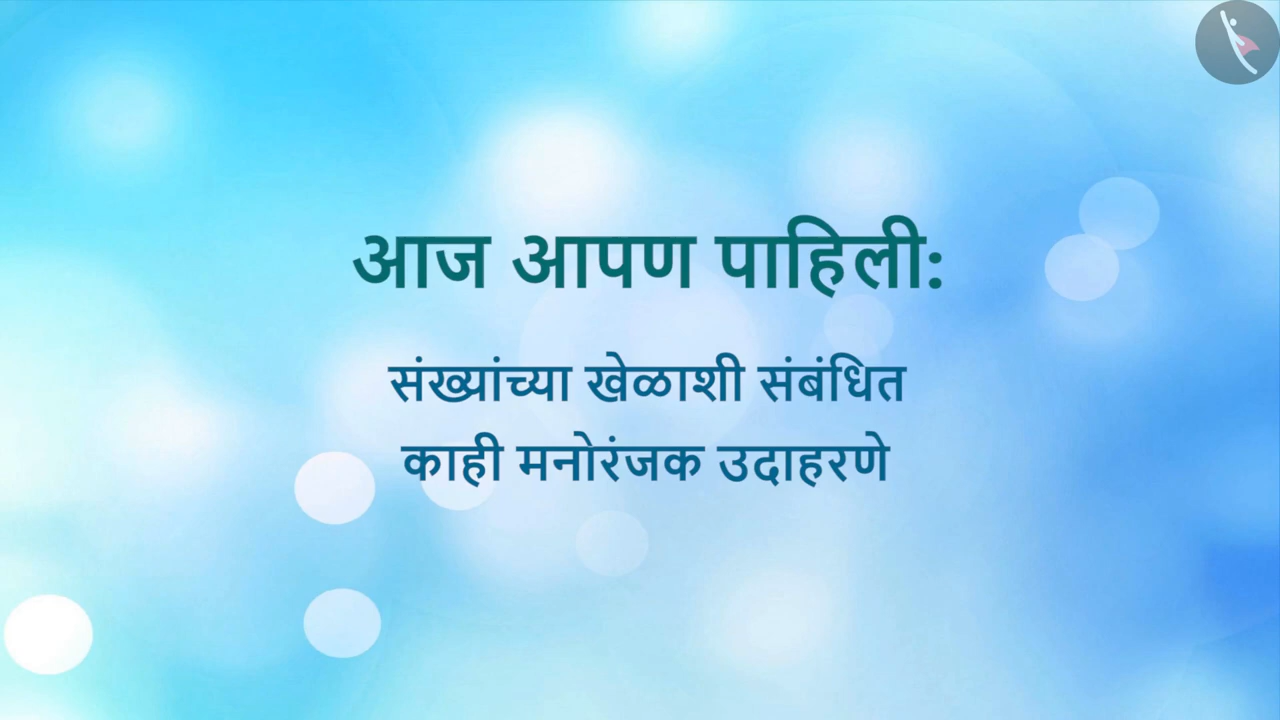 आज आपण पाहिली:
संख्यांच्या खेळाशी संबंधित
काही मनोरंजक उदाहरणे